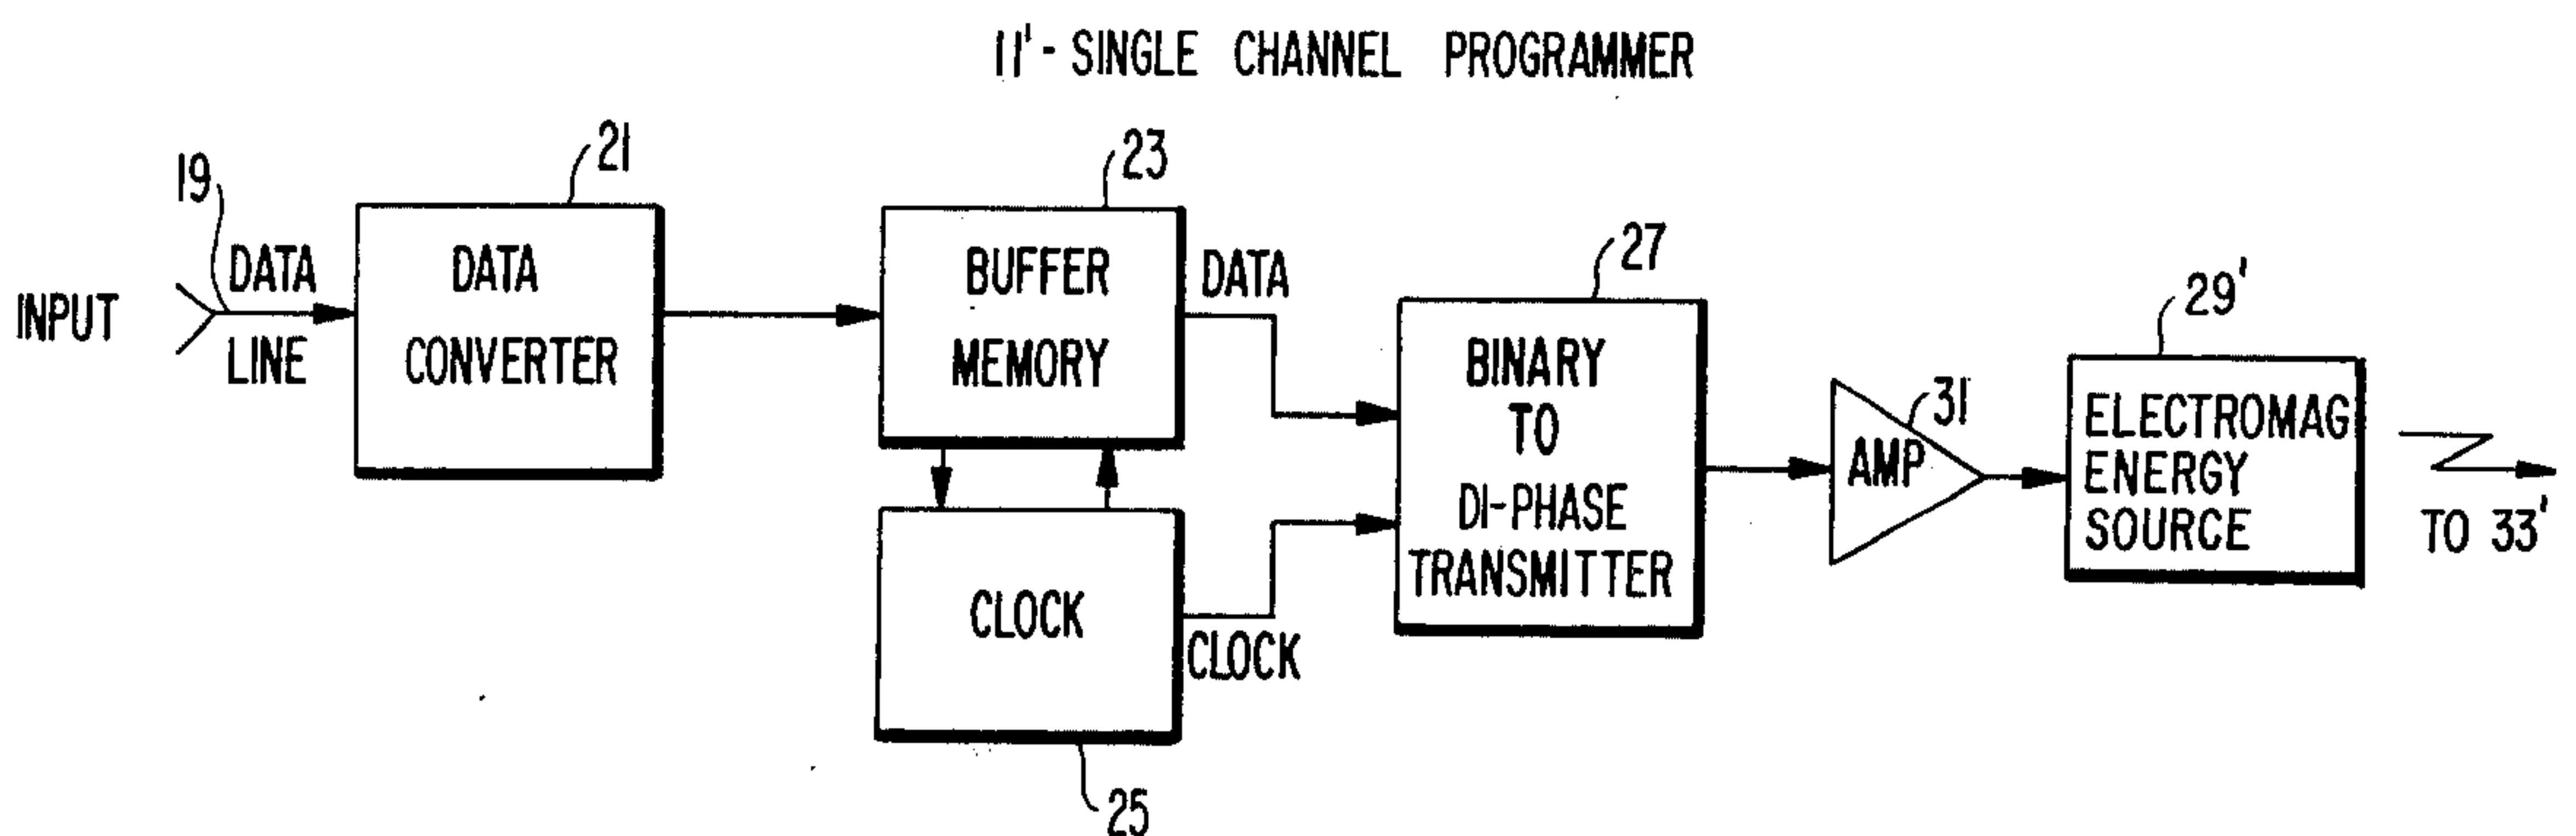 11' - SINGLE CHANNEL PROGRAMMER
INPUT
19
DATA
LINE
21
DATA
CONVERTER
23
BUFFER
MEMORY
DATA
CLOCK
CLOCK
25
27
BINARY
TO
DI-PHASE
TRANSMITTER
31
AMP
29'
ELECTROMAG
ENERGY
SOURCE
TO 33'